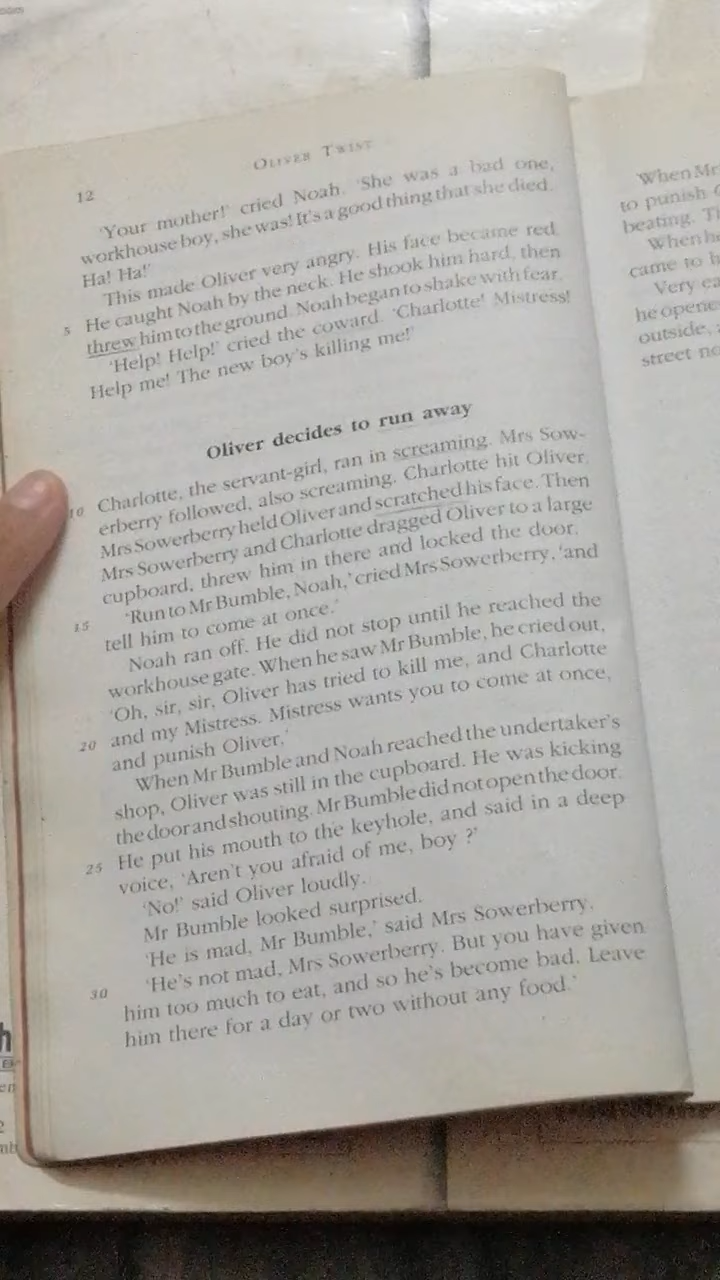 12
OLIVER TWIST
'Your mother!' cried Noah. 'She was a bad one,
workhouse boy, she was! It's a good thing that she died.
Ha! Ha!'
This made Oliver very angry. His face became red.
5 He caught Noah by the neck. He shook him hard, then
threw him to the ground. Noah began to shake with fear.
'Help! Help!' cried the coward. 'Charlotte! Mistress!
Help me! The new boy's killing me!'
Oliver decides to run away
10 Charlotte, the servant-girl, ran in screaming. Mrs Sow-
erberry followed, also screaming. Charlotte hit Oliver.
Mrs Sowerberry held Oliver and scratched his face. Then
Mrs Sowerberry and Charlotte dragged Oliver to a large
cupboard, threw him in there and locked the door.
15 'Run to Mr Bumble, Noah,' cried Mrs Sowerberry, 'and
tell him to come at once.'
Noah ran off. He did not stop until he reached the
workhouse gate. When he saw Mr Bumble, he cried out,
'Oh, sir, sir, Oliver has tried to kill me, and Charlotte
20 and my Mistress. Mistress wants you to come at once,
and punish Oliver.'
When Mr Bumble and Noah reached the undertaker's
shop, Oliver was still in the cupboard. He was kicking
the door and shouting. Mr Bumble did not open the door.
25 He put his mouth to the keyhole, and said in a deep
voice, 'Aren't you afraid of me, boy ?'
'No!' said Oliver loudly.
Mr Bumble looked surprised.
'He is mad, Mr Bumble,' said Mrs Sowerberry.
30 'He's not mad, Mrs Sowerberry. But you have given
him too much to eat, and so he's become bad. Leave
him there for a day or two without any food.'
'When Mr
to punish
beating.
When he
came to
Very
he
outside,
street